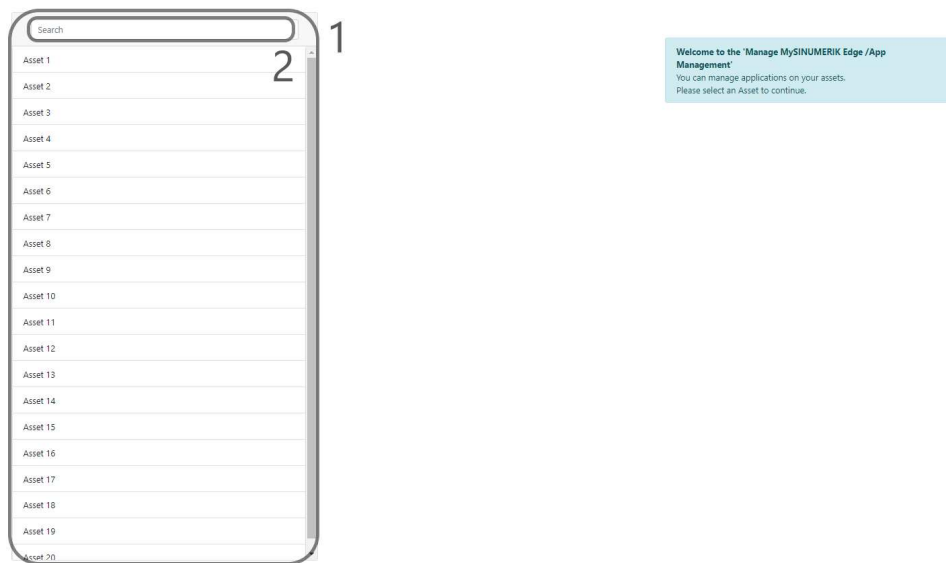 Search
1
2
Asset 1
Asset 2
Asset 3
Asset 4
Asset 5
Asset 6
Asset 7
Asset 8
Asset 9
Asset 10
Asset 11
Asset 12
Asset 13
Asset 14
Asset 15
Asset 16
Asset 17
Asset 18
Asset 19
Asset 20
Welcome to the 'Manage MySINUMERIK Edge /App
Management'
You can manage applications on your assets.
Please select an Asset to continue.